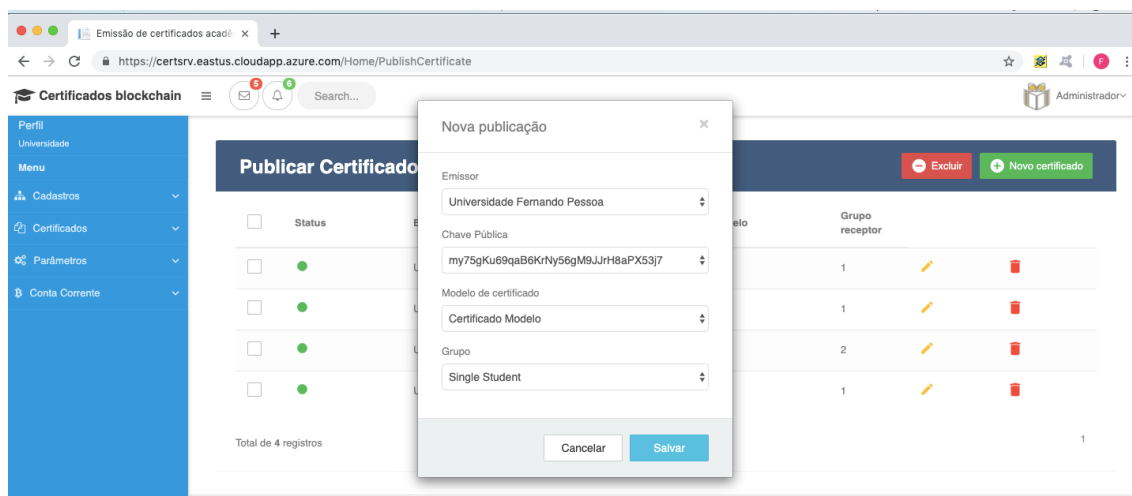 Emissão de certificados acadê
https://certsrv.eastus.cloudapp.azure.com/Home/PublishCertificate
F
Certificados blockchain
5
6
Search...
Administrador
Perfil
Universidade
Menu
Cadastros
Certificados
Parâmetros
Conta Corrente
Publicar Certificado
Excluir
Novo certificado
Status
elo
Grupo
receptor
1
1
2
1
Total de 4 registros
1
Nova publicação
×
Emissor
Universidade Fernando Pessoa
Chave Pública
my75gKu69qaB6KrNy56gM9JJrH8aPX53j7
Modelo de certificado
Certificado Modelo
Grupo
Single Student
Cancelar
Salvar